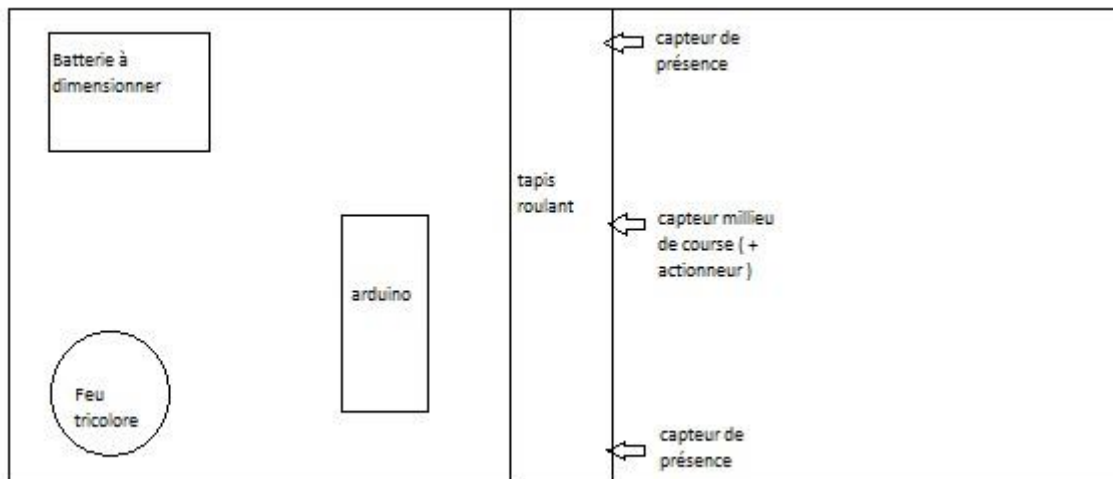 Batterie à
dimensionner
capteur de
présence
tapis
roulant
capteur millieu
de course ( +
actionneur )
arduino
Feu
tricolore
capteur de
présence